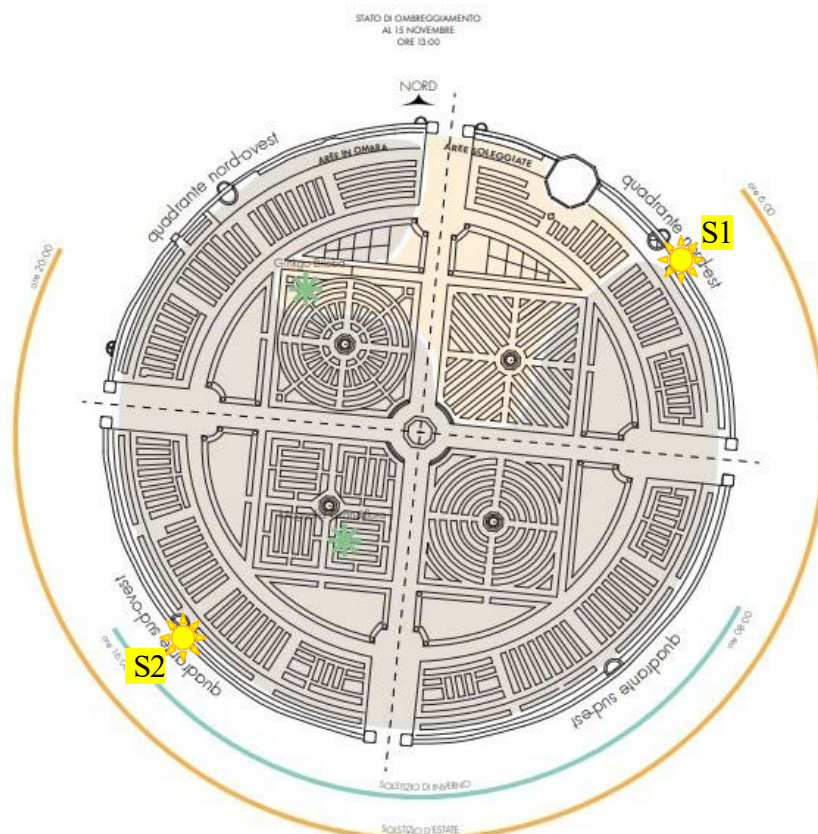 STATO DI OMBREGGIAMENTO
AL 15 NOVEMBRE
ORE 13:00
NORD
AREE IN OMBRA
AREE SOLEGGIATE
quadrante nord-ovest
quadrante nord-est
S1
ore 6:00
ore 20:00
Ginkgo Biloba
quadrante sud-ovest
S2
ore 16:00
quadrante sud-est
ore 08:00
SOLSTIZIO DI INVERNO
SOLSTIZIO D'ESTATE